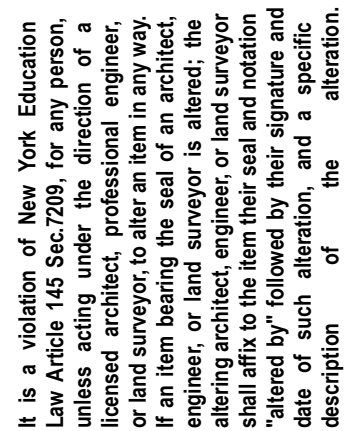 It is a violation of New York Education
Law Article 145 Sec.7209, for any person,
unless acting under the direction of a
licensed architect, professional engineer,
or land surveyor, to alter an item in any way.
If an item bearing the seal of an architect,
engineer, or land surveyor is altered; the
altering architect, engineer, or land surveyor
shall affix to the item their seal and notation
"altered by" followed by their signature and
date of such alteration, and a specific
description of the alteration.